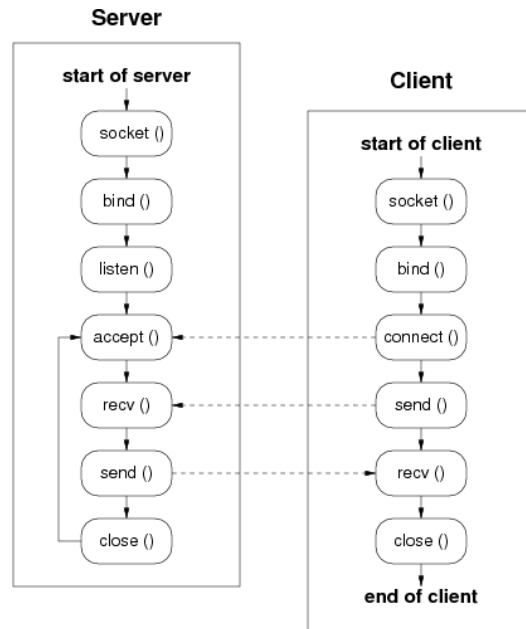 Server
start of server
socket ()
bind ()
listen ()
accept ()
recv ()
send ()
close ()
Client
start of client
socket ()
bind ()
connect ()
send ()
recv ()
close ()
end of client